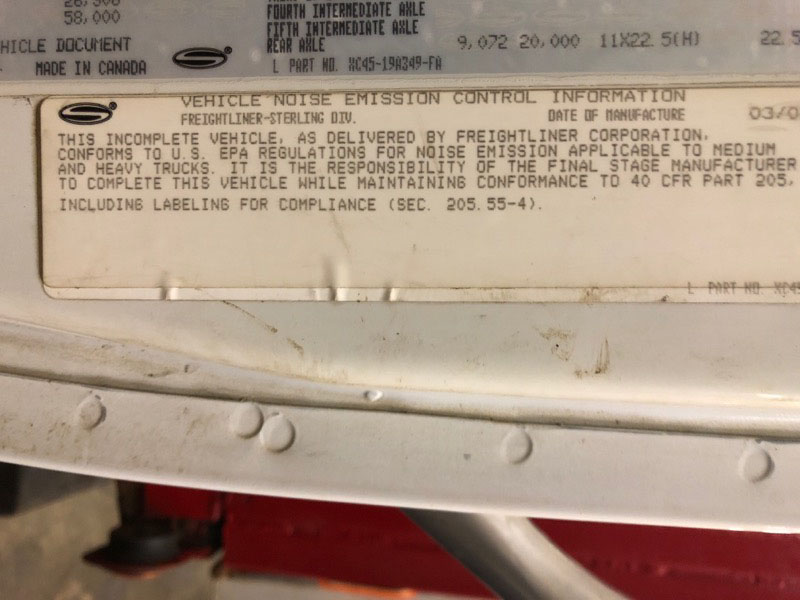 58,000
FOURTH INTERMEDIATE AXLE
FIFTH INTERMEDIATE AXLE
REAR AXLE 9,072 20,000 11X22.5(H) 22.5
HICLE DOCUMENT
MADE IN CANADA
L PART NO. XC45-19A349-FA
VEHICLE NOISE EMISSION CONTROL INFORMATION
FREIGHTLINER-STERLING DIV. DATE OF MANUFACTURE 03/0
THIS INCOMPLETE VEHICLE, AS DELIVERED BY FREIGHTLINER CORPORATION,
CONFORMS TO U.S. EPA REGULATIONS FOR NOISE EMISSION APPLICABLE TO MEDIUM
AND HEAVY TRUCKS. IT IS THE RESPONSIBILITY OF THE FINAL STAGE MANUFACTURER
TO COMPLETE THIS VEHICLE WHILE MAINTAINING CONFORMANCE TO 40 CFR PART 205,
INCLUDING LABELING FOR COMPLIANCE (SEC. 205.55-4).
L PART NO. XC45